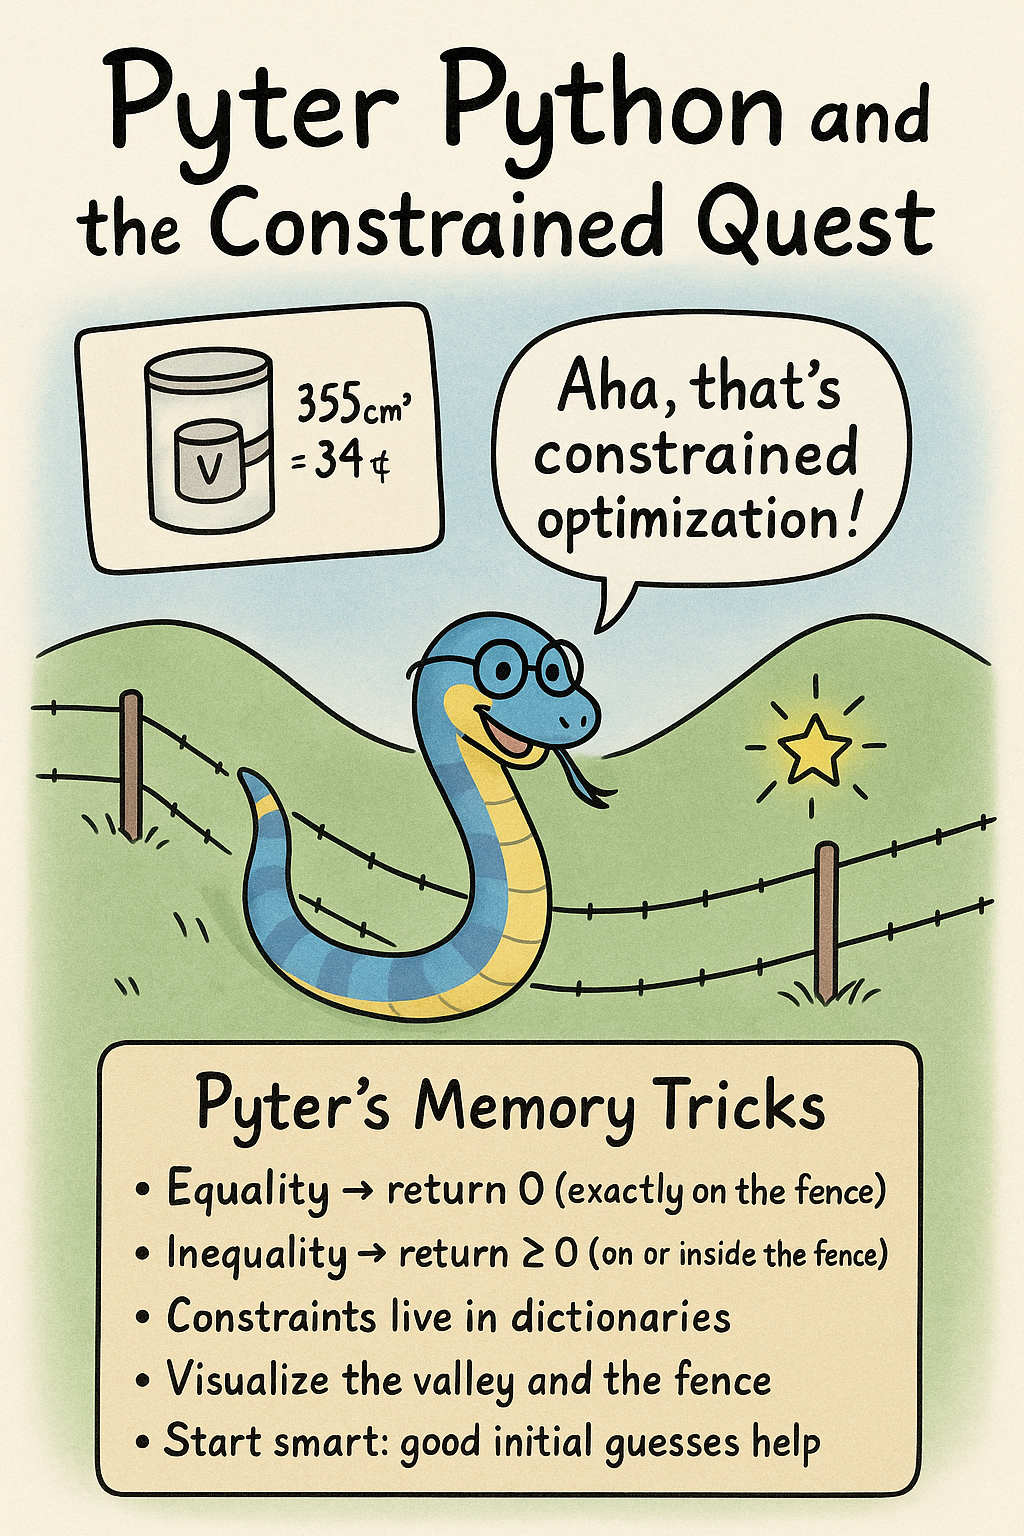 Pyter Python and
the Constrained Quest
V
355cm³
= 34 ¢
Aha, that's
constrained
optimization!
Pyter's Memory Tricks
• Equality → return 0 (exactly on the fence)
• Inequality → return ≥ 0 (on or inside the fence)
• Constraints live in dictionaries
• Visualize the valley and the fence
• Start smart: good initial guesses help